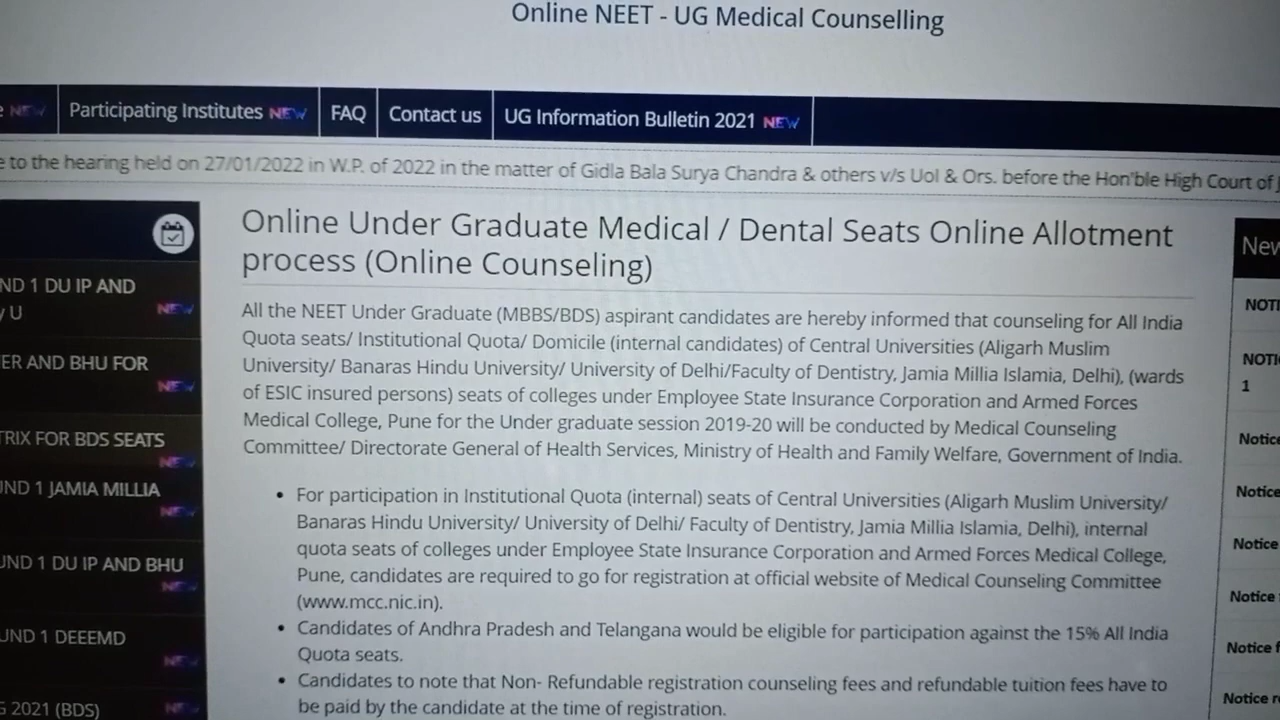 Online NEET - UG Medical Counselling
NEW
Participating Institutes NEW
FAQ
Contact us
UG Information Bulletin 2021 NEW
to the hearing held on 27/01/2022 in W.P. of 2022 in the matter of Gidla Bala Surya Chandra & others v/s UoI & Ors. before the Hon'ble High Court of
ND 1 DU IP AND
U
NEW
ER AND BHU FOR
NEW
TRIX FOR BDS SEATS
NEW
UND 1 JAMIA MILLIA
NEW
UND 1 DU IP AND BHU
NEW
UND 1 DEEEMD
NEW
2021 (BDS)
NEW
Online Under Graduate Medical / Dental Seats Online Allotment
process (Online Counseling)
All the NEET Under Graduate (MBBS/BDS) aspirant candidates are hereby informed that counseling for All India
Quota seats/ Institutional Quota/ Domicile (internal candidates) of Central Universities (Aligarh Muslim
University/ Banaras Hindu University/ University of Delhi/Faculty of Dentistry, Jamia Millia Islamia, Delhi), (wards
of ESIC insured persons) seats of colleges under Employee State Insurance Corporation and Armed Forces
Medical College, Pune for the Under graduate session 2019-20 will be conducted by Medical Counseling
Committee/ Directorate General of Health Services, Ministry of Health and Family Welfare, Government of India.
• For participation in Institutional Quota (internal) seats of Central Universities (Aligarh Muslim University/
Banaras Hindu University/ University of Delhi/ Faculty of Dentistry, Jamia Millia Islamia, Delhi), internal
quota seats of colleges under Employee State Insurance Corporation and Armed Forces Medical College,
Pune, candidates are required to go for registration at official website of Medical Counseling Committee
(www.mcc.nic.in).
• Candidates of Andhra Pradesh and Telangana would be eligible for participation against the 15% All India
Quota seats.
• Candidates to note that Non- Refundable registration counseling fees and refundable tuition fees have to
be paid by the candidate at the time of registration.
New
NOTI
NOTI
1
Notice
Notice
Notice
Notice
Notice f
Notice r